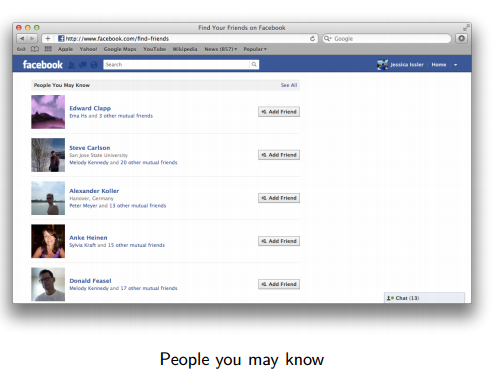 Find Your Friends on Facebook
http://www.facebook.com/find-friends
Google
Apple Yahoo! Google Maps YouTube Wikipedia News (857) Popular
facebook
Search
Jessica Issler Home
People You May Know
See All
Edward Clapp
Ema Hs and 3 other mutual friends
Add Friend
Steve Carlson
San Jose State University
Melody Kennedy and 20 other mutual friends
Add Friend
Alexander Koller
Hanover, Germany
Peter Meyer and 13 other mutual friends
Add Friend
Anke Heinen
Sylvia Kraft and 15 other mutual friends
Add Friend
Donald Feasel
Melody Kennedy and 17 other mutual friends
Add Friend
Chat (13)
People you may know